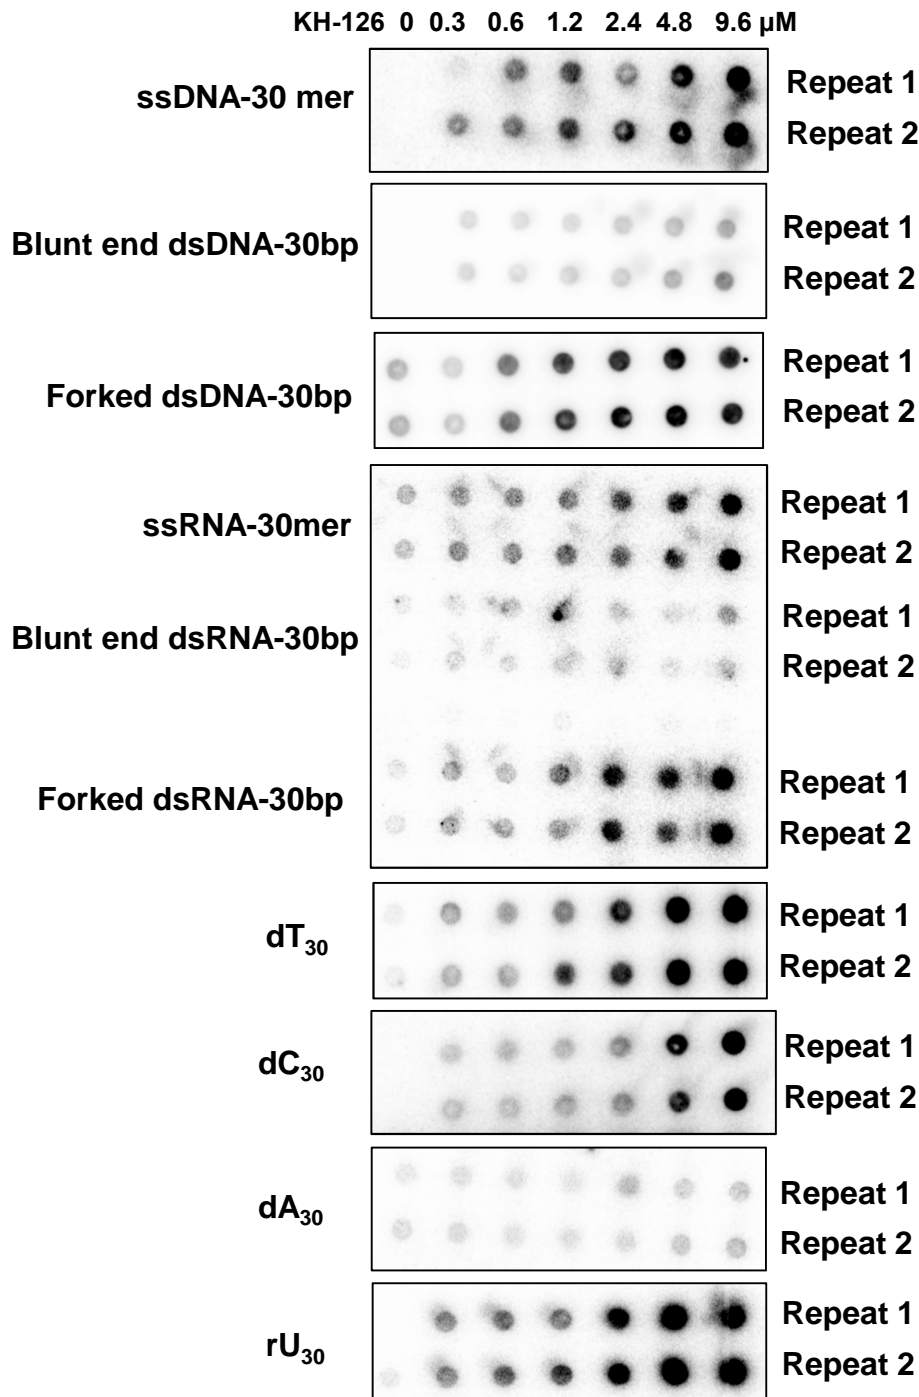 KH-126 0 0.3 0.6 1.2 2.4 4.8 9.6 µM
ssDNA-30 mer
Repeat 1
Repeat 2
Blunt end dsDNA-30bp
Repeat 1
Repeat 2
Forked dsDNA-30bp
Repeat 1
Repeat 2
ssRNA-30mer
Repeat 1
Repeat 2
Blunt end dsRNA-30bp
Repeat 1
Repeat 2
Forked dsRNA-30bp
Repeat 1
Repeat 2
dT30
Repeat 1
Repeat 2
dC30
Repeat 1
Repeat 2
dA30
Repeat 1
Repeat 2
rU30
Repeat 1
Repeat 2